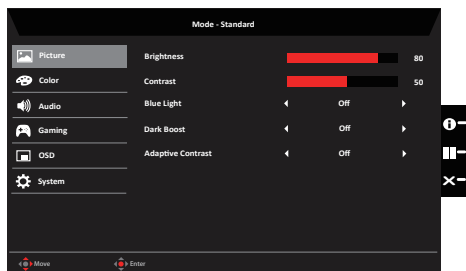 Mode - Standard
Picture
Brightness 80
Color
Contrast 50
Audio
Blue Light Off
Gaming
Dark Boost Off
OSD
Adaptive Contrast Off
System
Move Enter